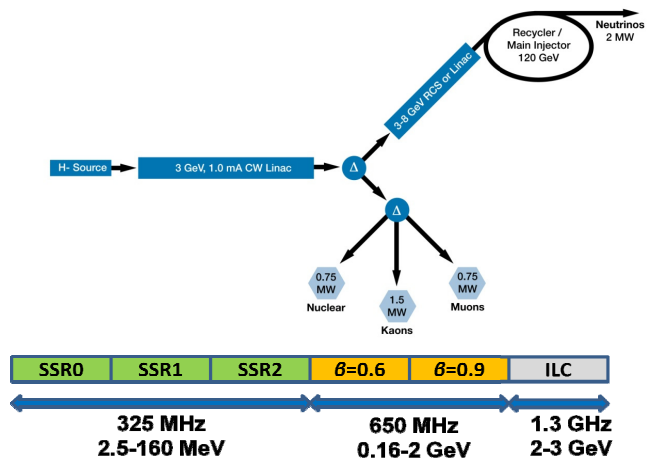 Neutrinos
2 MW
Recycler /
Main Injector
120 GeV
3-8 GeV RCS or Linac
H- Source
3 GeV, 1.0 mA CW Linac
Δ
Δ
0.75
MW
Nuclear
1.5
MW
Kaons
0.75
MW
Muons
SSR0 SSR1 SSR2 β=0.6 β=0.9 ILC
325 MHz 650 MHz 1.3 GHz
2.5-160 MeV 0.16-2 GeV 2-3 GeV